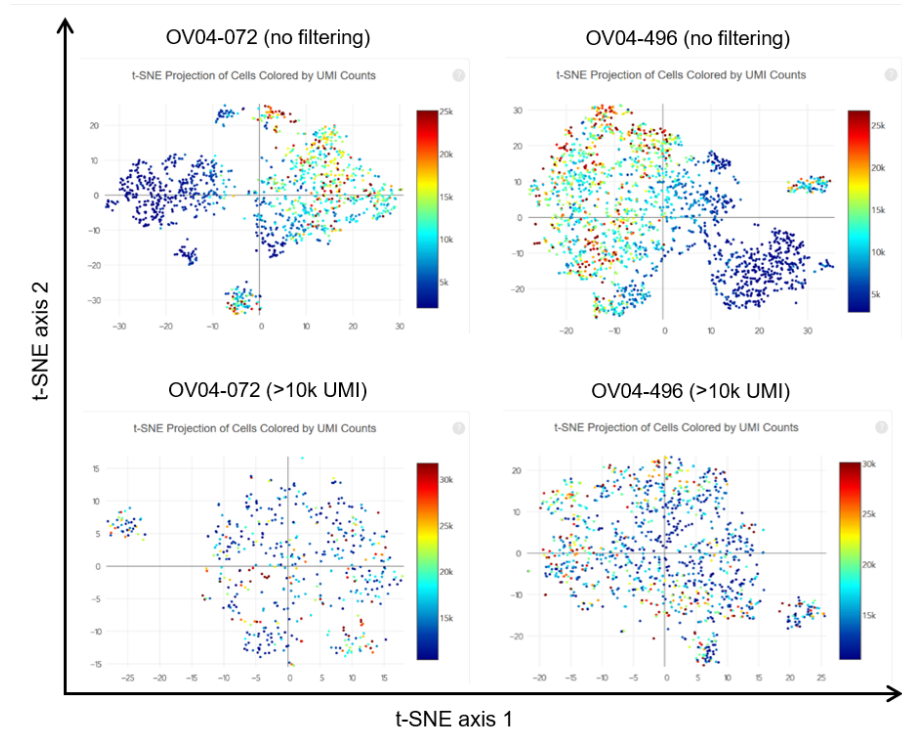 OV04-072 (no filtering)
OV04-496 (no filtering)
t-SNE Projection of Cells Colored by UMI Counts
?
t-SNE Projection of Cells Colored by UMI Counts
?
20
10
0
-10
-20
-30
-30
-20
-10
0
10
20
30
25k
20k
15k
10k
5k
30
20
10
0
-10
-20
-20
-10
0
10
20
30
25k
20k
15k
10k
5k
t-SNE axis 2
OV04-072 (>10k UMI)
OV04-496 (>10k UMI)
t-SNE Projection of Cells Colored by UMI Counts
?
t-SNE Projection of Cells Colored by UMI Counts
?
15
10
5
0
-5
-10
-15
-25
-20
-15
-10
-5
0
5
10
15
30k
25k
20k
15k
20
10
0
-10
-20
-20
-15
-10
-5
0
5
10
15
20
25
30k
25k
20k
15k
t-SNE axis 1